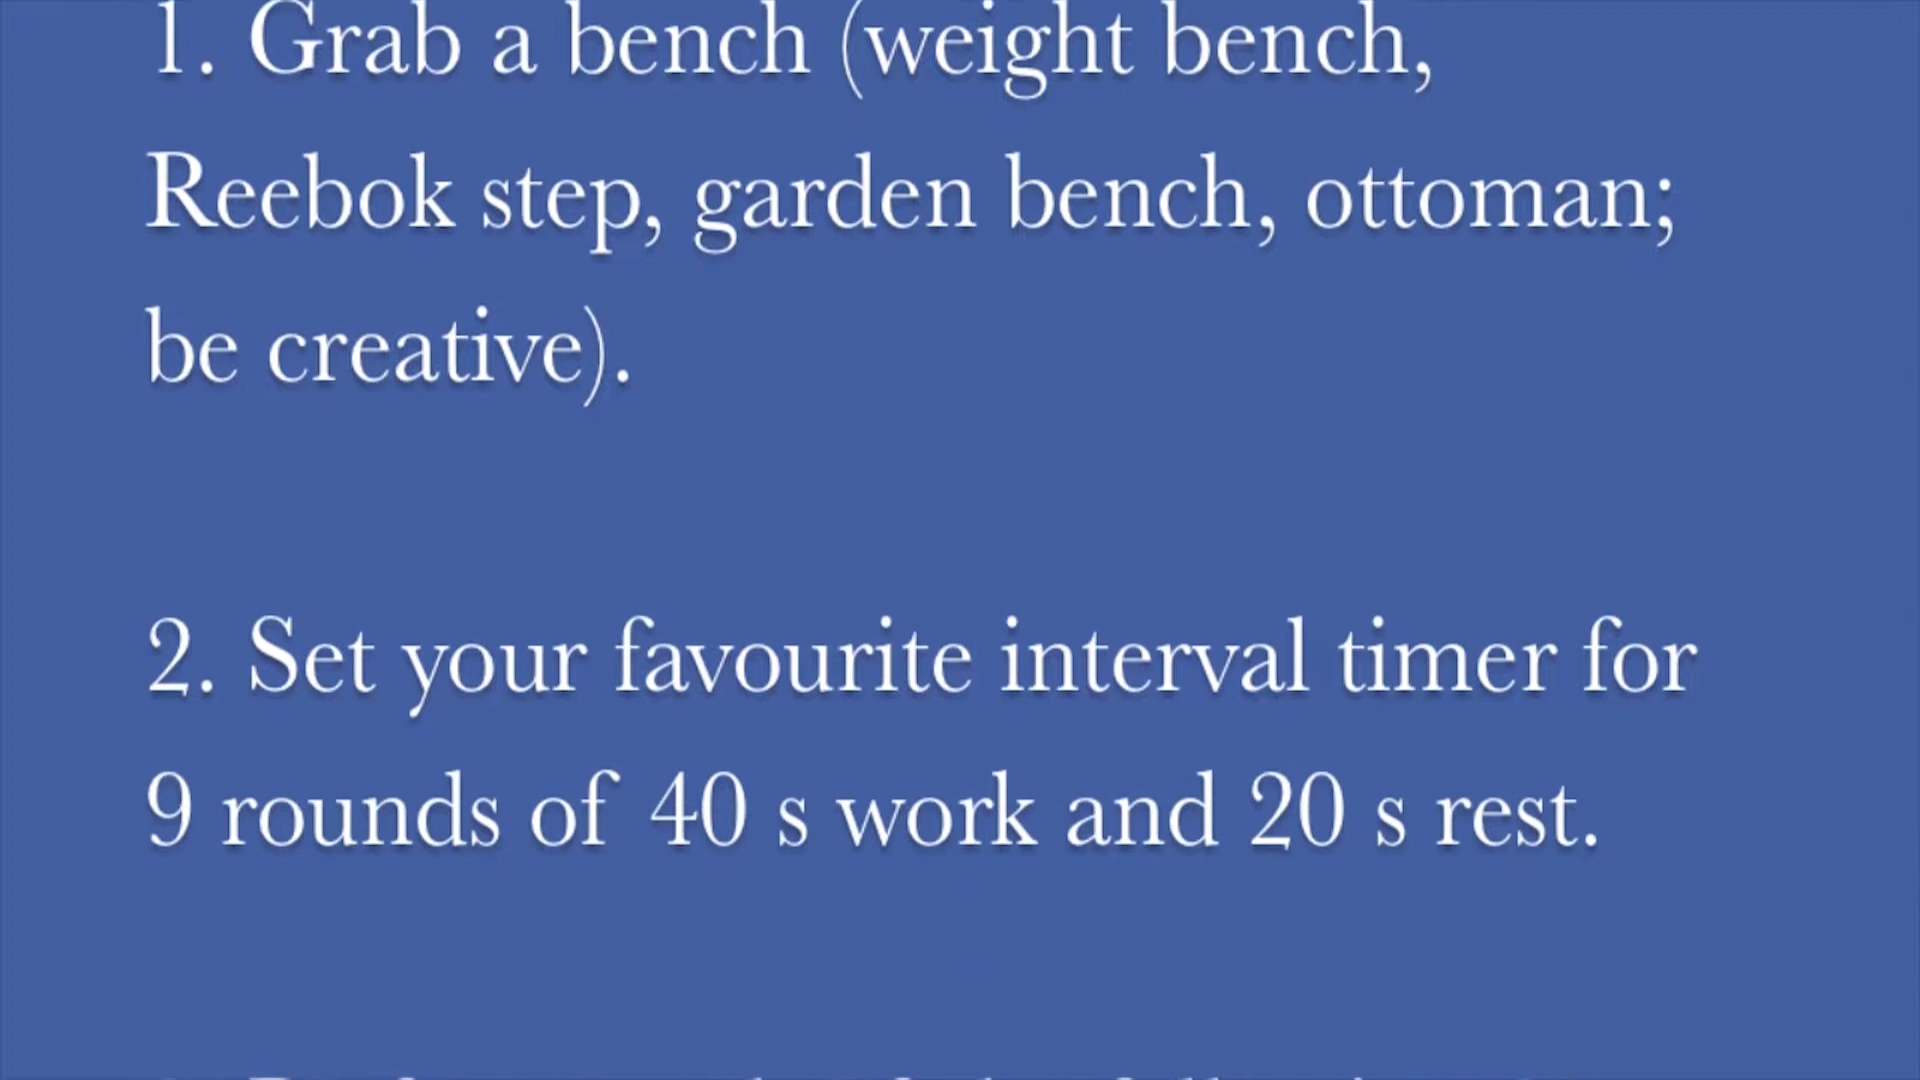 1. Grab a bench (weight bench,
Reebok step, garden bench, ottoman;
be creative).
2. Set your favourite interval timer for
9 rounds of 40 s work and 20 s rest.